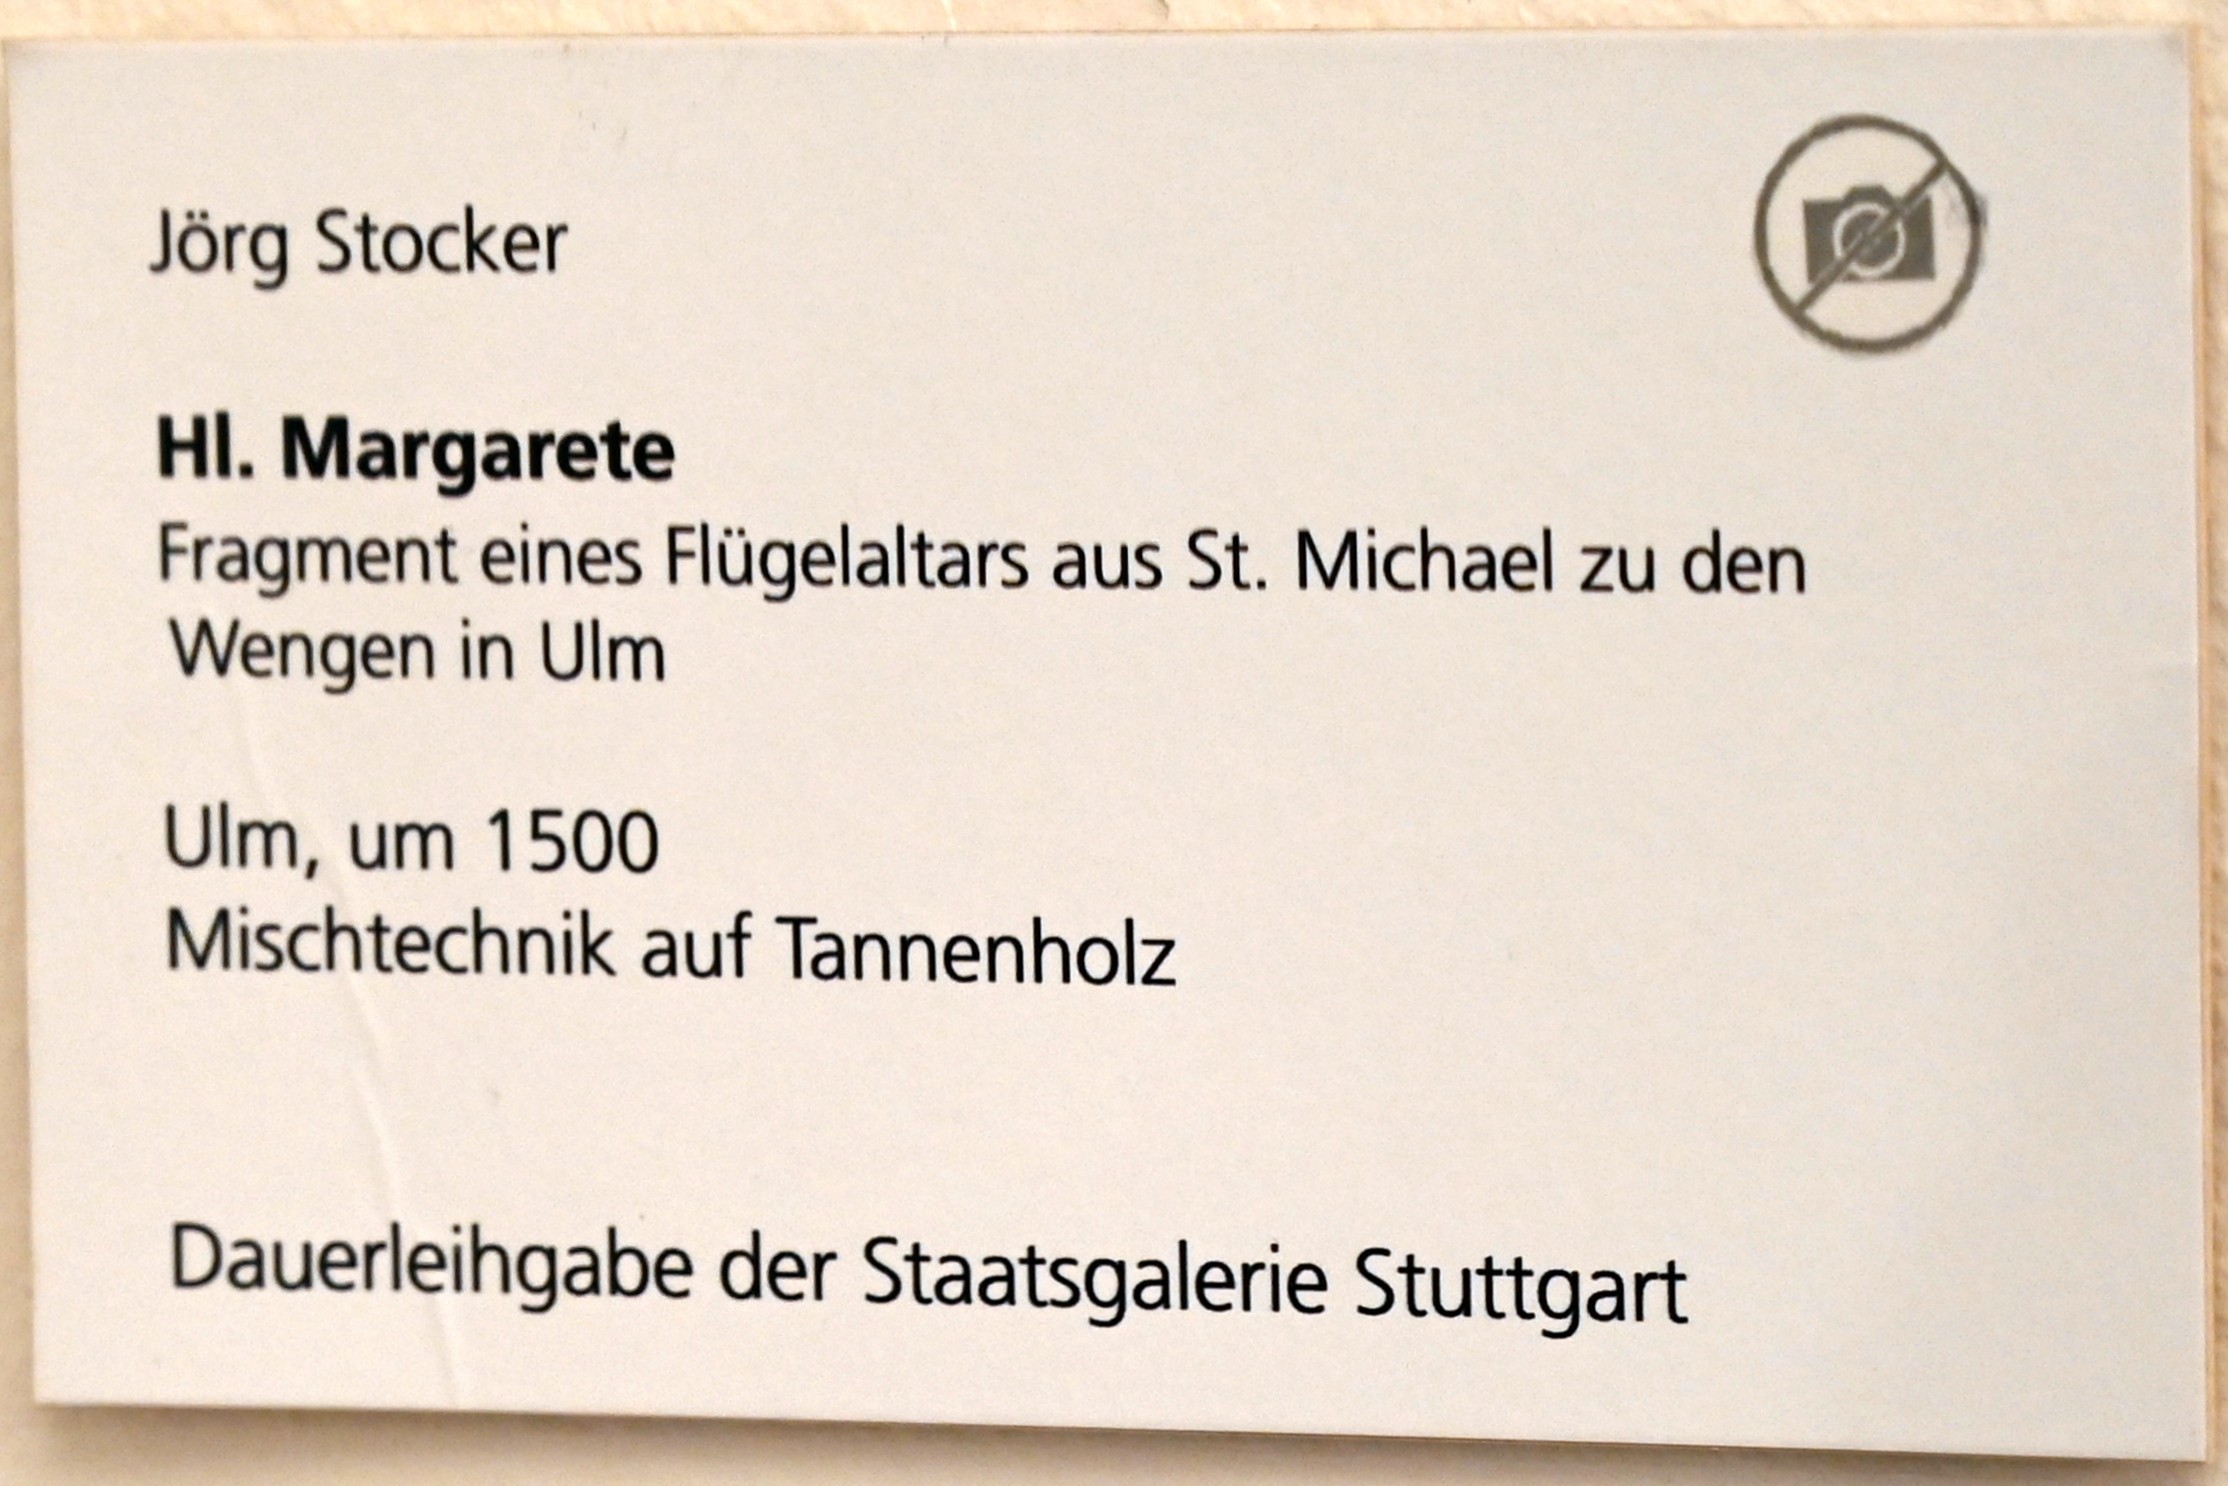 Jörg Stocker
Hl. Margarete
Fragment eines Flügelaltars aus St. Michael zu den
Wengen in Ulm
Ulm, um 1500
Mischtechnik auf Tannenholz
Dauerleihgabe der Staatsgalerie Stuttgart